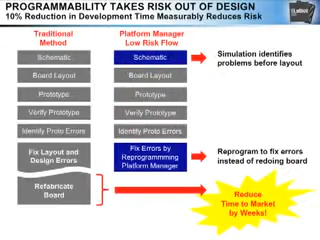 PROGRAMMABILITY TAKES RISK OUT OF DESIGN
10% Reduction in Development Time Measurably Reduces Risk
Traditional
Method
Schematic
Board Layout
Prototype
Verify Prototype
Identify Proto Errors
Fix Layout and
Design Errors
Refabricate
Board
Platform Manager
Low Risk Flow
Schematic
Board Layout
Prototype
Verify Prototype
Identify Proto Errors
Fix Errors by
Reprogrammming
Platform Manager
Simulation identifies
problems before layout
Reprogram to fix errors
instead of redoing board
Reduce
Time to Market
by Weeks!